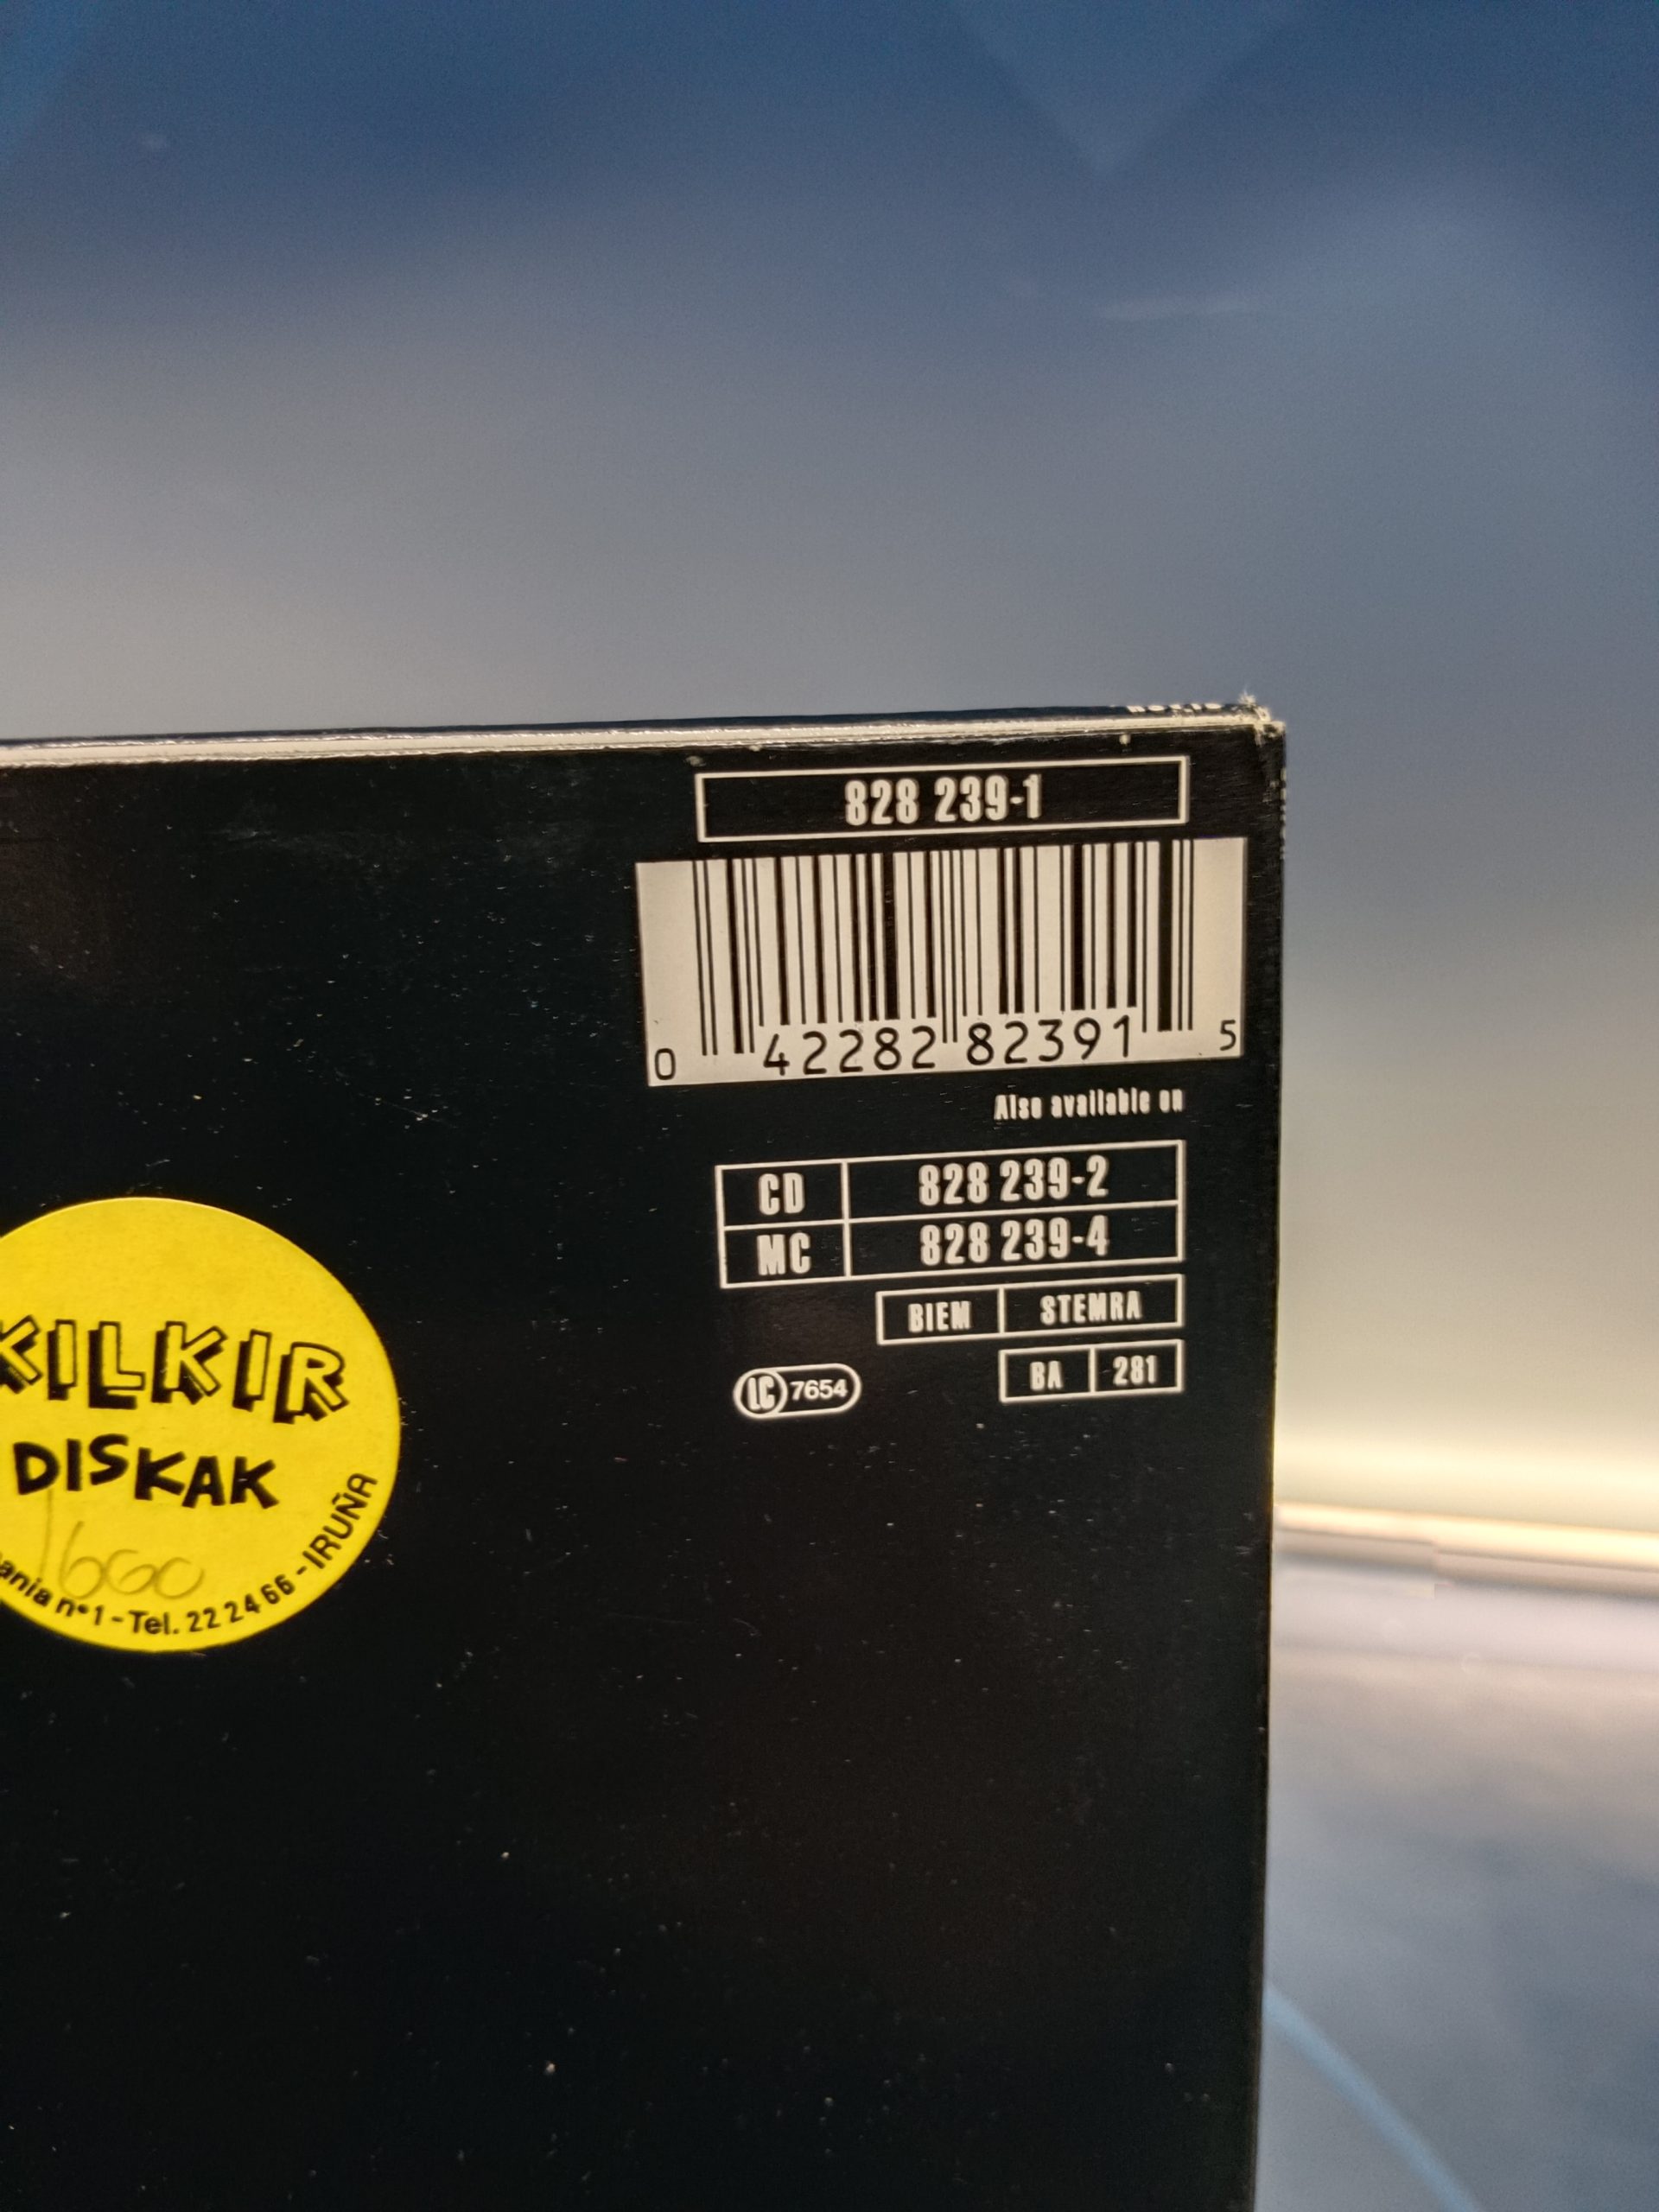 828 239-1
0 42282 82391 5
Also available on
CD 828 239-2
MC 828 239-4
BIEM STEMRA
BA 281
LC 7654
KILKIR
DISKAK
1600
n°1 - Tel. 22 24 66 - IRUÑA